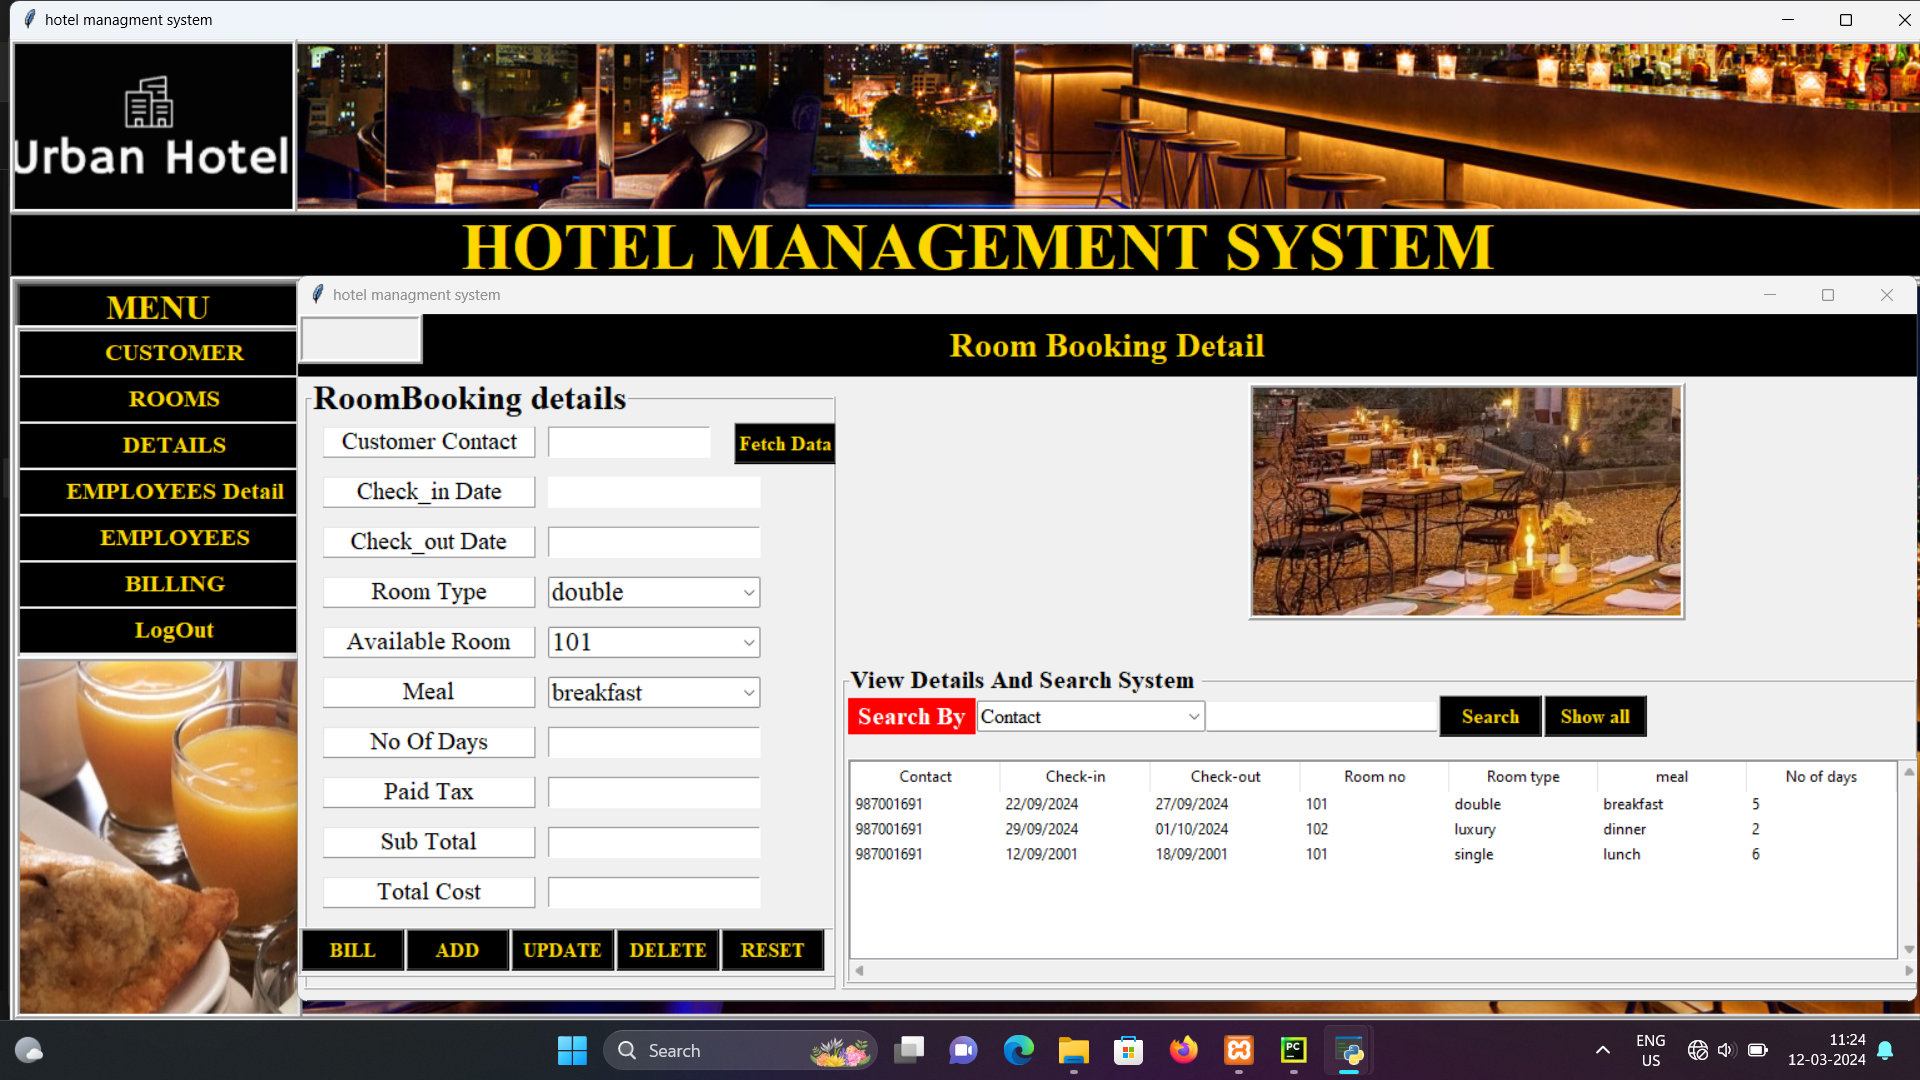 hotel managment system
Urban Hotel
HOTEL MANAGEMENT SYSTEM
MENU
CUSTOMER
ROOMS
DETAILS
EMPLOYEES Detail
EMPLOYEES
BILLING
LogOut
hotel managment system
Room Booking Detail
RoomBooking details
Customer Contact
Fetch Data
Check_in Date
Check_out Date
Room Type double
Available Room 101
Meal breakfast
No Of Days
Paid Tax
Sub Total
Total Cost
BILL ADD UPDATE DELETE RESET
View Details And Search System
Search By Contact Search Show all
Contact Check-in Check-out Room no Room type meal No of days
987001691 22/09/2024 27/09/2024 101 double breakfast 5
987001691 29/09/2024 01/10/2024 102 luxury dinner 2
987001691 12/09/2001 18/09/2001 101 single lunch 6
Search
PC
ENG
US
11:24
12-03-2024